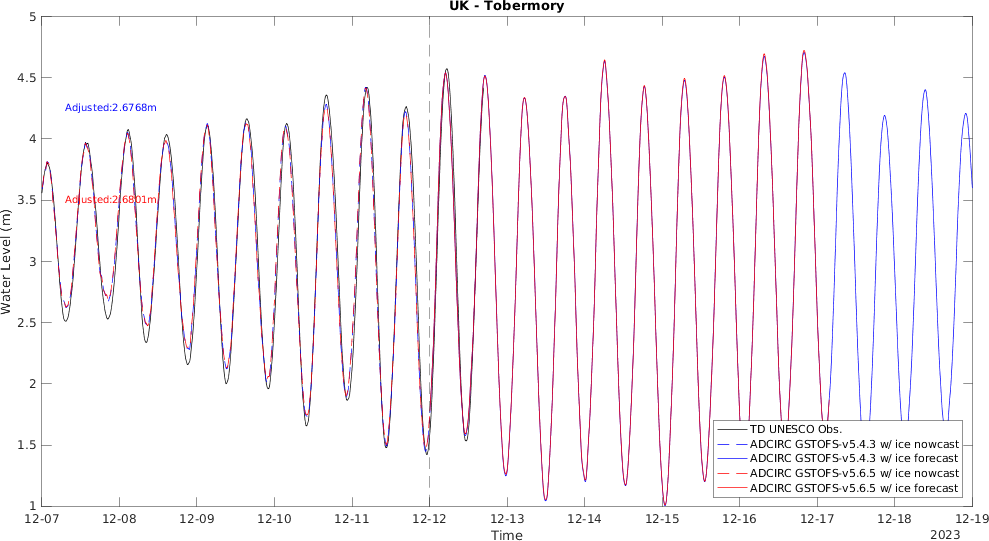 UK - Tobermory
Water Level (m)
5
4.5
4
3.5
3
2.5
2
1.5
1
Adjusted:2.6768m
Adjusted:2.6801m
TD UNESCO Obs.
ADCIRC GSTOFS-v5.4.3 w/ ice nowcast
ADCIRC GSTOFS-v5.4.3 w/ ice forecast
ADCIRC GSTOFS-v5.6.5 w/ ice nowcast
ADCIRC GSTOFS-v5.6.5 w/ ice forecast
12-07 12-08 12-09 12-10 12-11 12-12 12-13 12-14 12-15 12-16 12-17 12-18 12-19
Time
2023